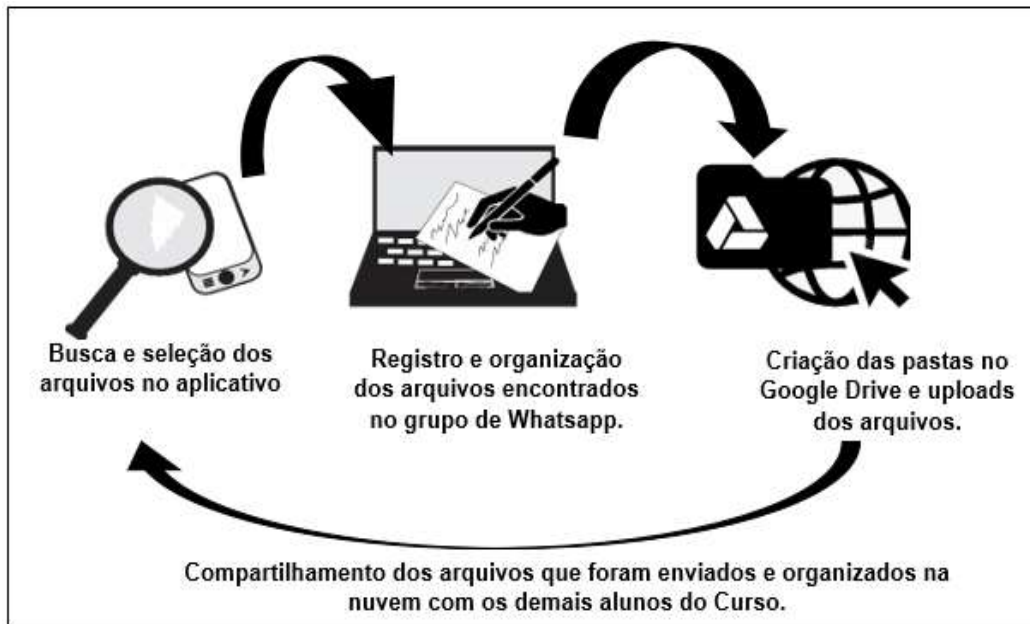 Busca e seleção dos
arquivos no aplicativo
Registro e organização
dos arquivos encontrados
no grupo de Whatsapp.
Criação das pastas no
Google Drive e uploads
dos arquivos.
Compartilhamento dos arquivos que foram enviados e organizados na
nuvem com os demais alunos do Curso.